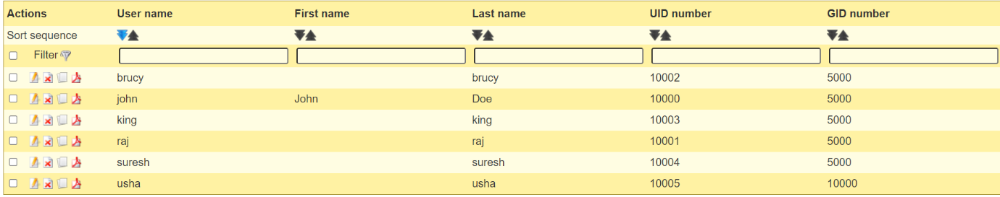 Actions User name First name Last name UID number GID number
Sort sequence
Filter
brucy brucy 10002 5000
john John Doe 10000 5000
king king 10003 5000
raj raj 10001 5000
suresh suresh 10004 5000
usha usha 10005 10000